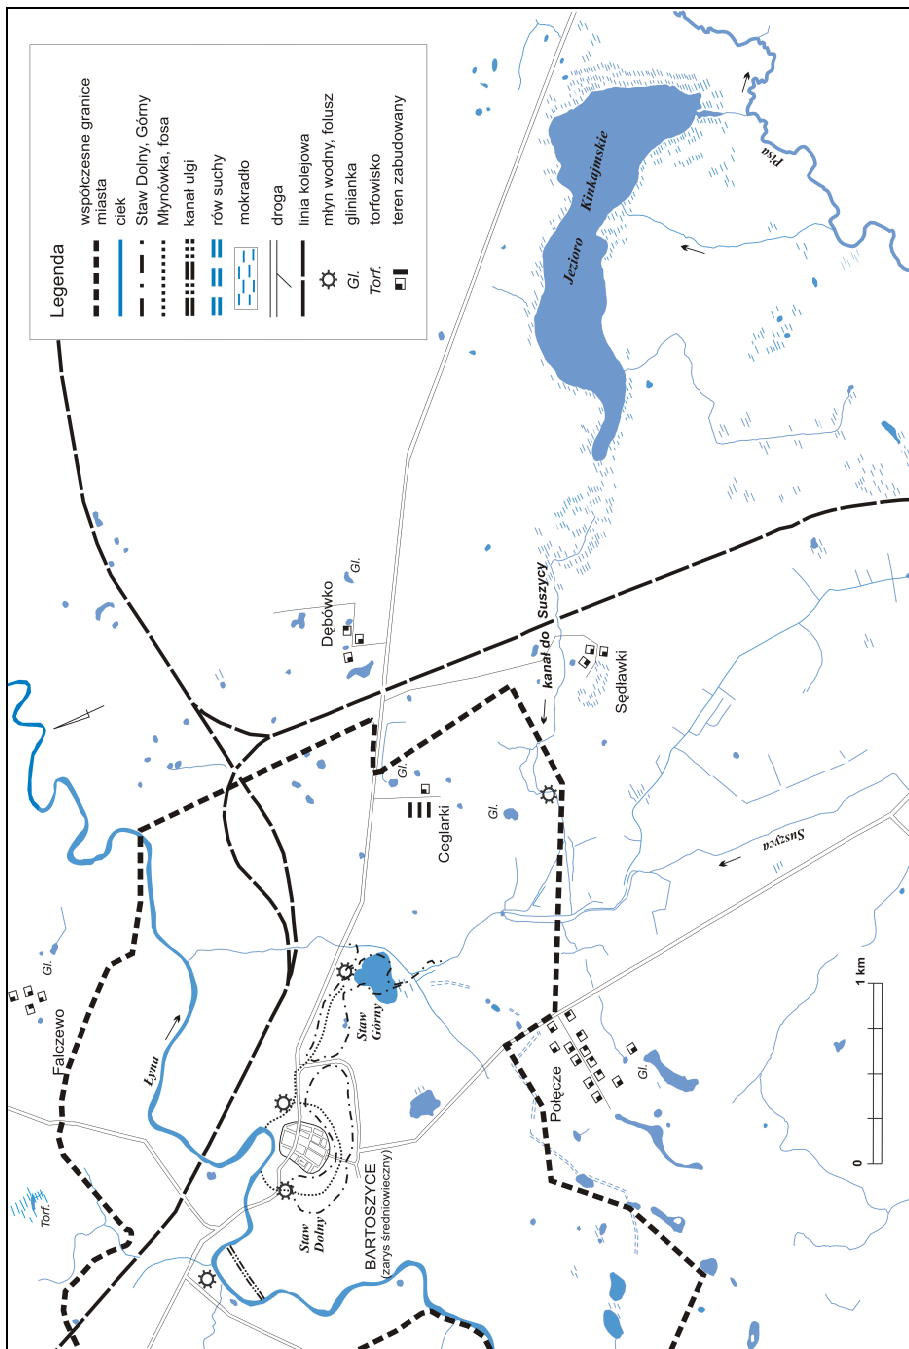 Legenda
współczesne granice
miasta
ciek
Staw Dolny, Górny
Młynówka, fosa
kanał ulgi
rów suchy
mokradło
droga
linia kolejowa
młyn wodny, folusz
Gl. glinianka
Torf. torfowisko
teren zabudowany
Torf.
Falczewo
Gl.
Łyna
Staw
Dolny
BARTOSZYCE
(zarys średniowieczny)
Staw
Górny
Dębówko
Gl.
Gl.
Ceglarki
Gl.
kanał do Suszycy
Sędławki
Jezioro Kinkajmskie
Pisa
Suszyca
Połęcze
Gl.
0
1 km